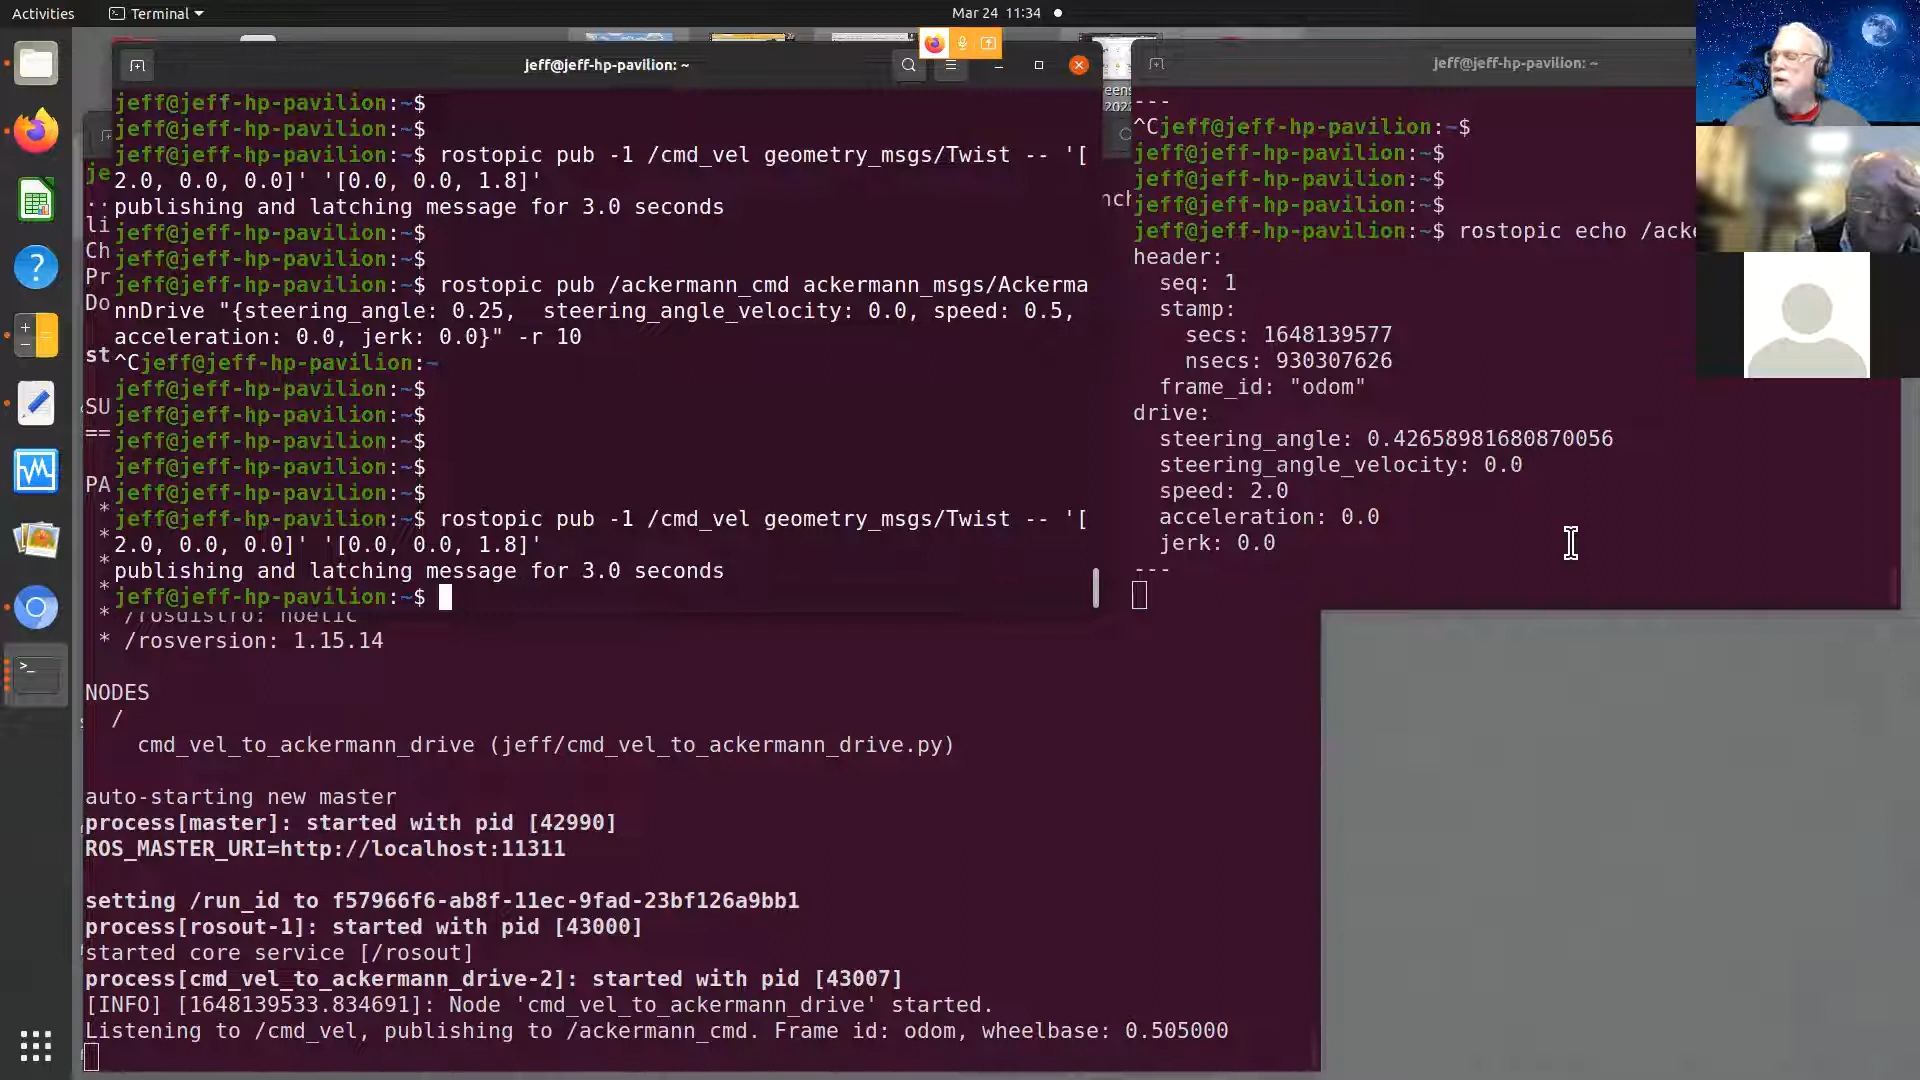 Activities
Terminal
Mar 24 11:34
jeff@jeff-hp-pavilion: ~
jeff@jeff-hp-pavilion:~$
jeff@jeff-hp-pavilion:~$
jeff@jeff-hp-pavilion:~$ rostopic pub -1 /cmd_vel geometry_msgs/Twist -- '[
2.0, 0.0, 0.0]' '[0.0, 0.0, 1.8]'
publishing and latching message for 3.0 seconds
jeff@jeff-hp-pavilion:~$
jeff@jeff-hp-pavilion:~$
jeff@jeff-hp-pavilion:~$ rostopic pub /ackermann_cmd ackermann_msgs/Ackerma
nnDrive "{steering_angle: 0.25,  steering_angle_velocity: 0.0, speed: 0.5,
acceleration: 0.0, jerk: 0.0}" -r 10
^Cjeff@jeff-hp-pavilion:~
jeff@jeff-hp-pavilion:~$
jeff@jeff-hp-pavilion:~$
jeff@jeff-hp-pavilion:~$
jeff@jeff-hp-pavilion:~$
jeff@jeff-hp-pavilion:~$
jeff@jeff-hp-pavilion:~$ rostopic pub -1 /cmd_vel geometry_msgs/Twist -- '[
2.0, 0.0, 0.0]' '[0.0, 0.0, 1.8]'
publishing and latching message for 3.0 seconds
jeff@jeff-hp-pavilion:~$
jeff@jeff-hp-pavilion: ~
---
^Cjeff@jeff-hp-pavilion:~$
jeff@jeff-hp-pavilion:~$
jeff@jeff-hp-pavilion:~$
jeff@jeff-hp-pavilion:~$
jeff@jeff-hp-pavilion:~$ rostopic echo /acke
header:
seq: 1
stamp:
secs: 1648139577
nsecs: 930307626
frame_id: "odom"
drive:
steering_angle: 0.42658981680870056
steering_angle_velocity: 0.0
speed: 2.0
acceleration: 0.0
jerk: 0.0
---
je
..
li
Ch
Pr
Do
st
SU
==
PA
*
*
*
*
* /rosdistro: noetic
* /rosversion: 1.15.14
NODES
/
cmd_vel_to_ackermann_drive (jeff/cmd_vel_to_ackermann_drive.py)
auto-starting new master
process[master]: started with pid [42990]
ROS_MASTER_URI=http://localhost:11311
setting /run_id to f57966f6-ab8f-11ec-9fad-23bf126a9bb1
process[rosout-1]: started with pid [43000]
started core service [/rosout]
process[cmd_vel_to_ackermann_drive-2]: started with pid [43007]
[INFO] [1648139533.834691]: Node 'cmd_vel_to_ackermann_drive' started.
Listening to /cmd_vel, publishing to /ackermann_cmd. Frame id: odom, wheelbase: 0.505000